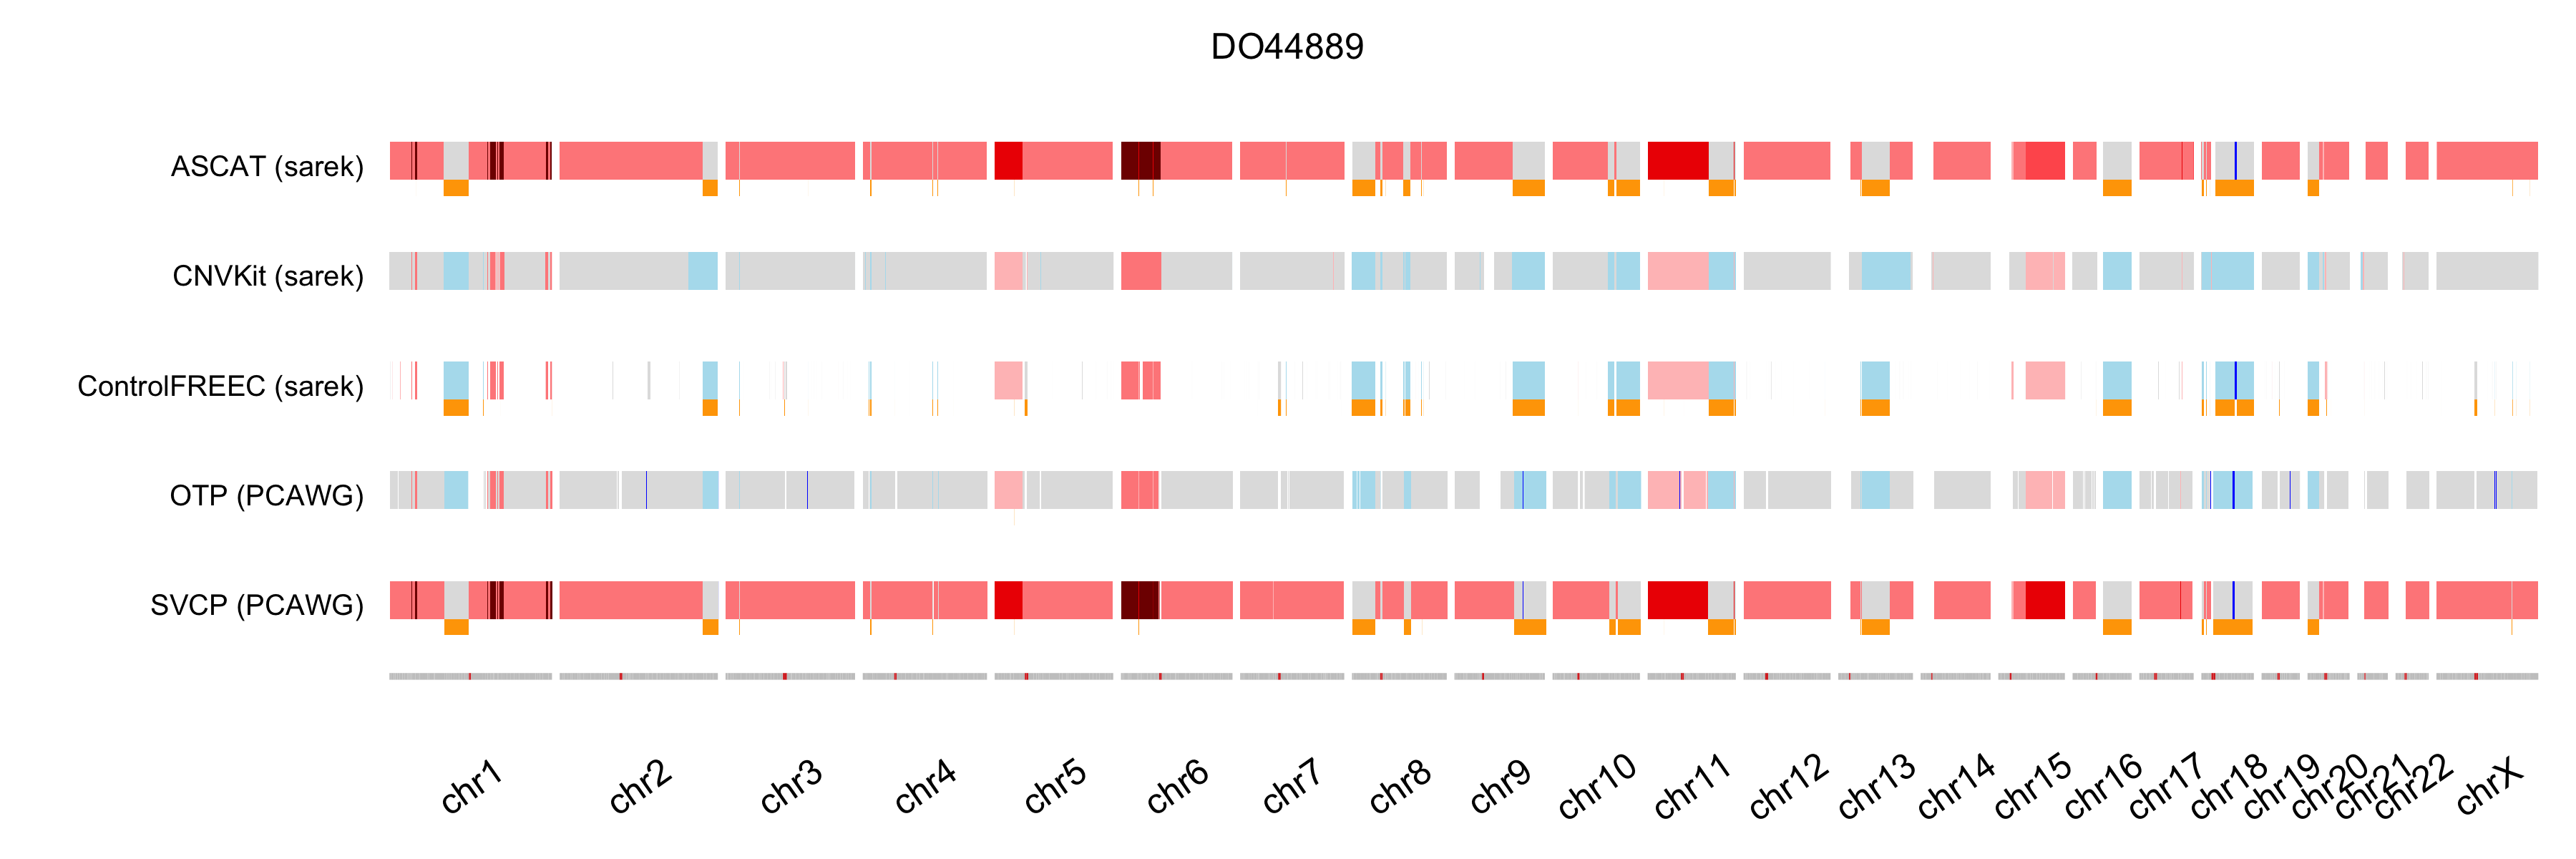 DO44889
ASCAT (sarek)
CNVKit (sarek)
ControlFREEC (sarek)
OTP (PCAWG)
SVCP (PCAWG)
chr1
chr2
chr3
chr4
chr5
chr6
chr7
chr8
chr9
chr10
chr11
chr12
chr13
chr14
chr15
chr16
chr17
chr18
chr19
chr20
chr21
chr22
chrX